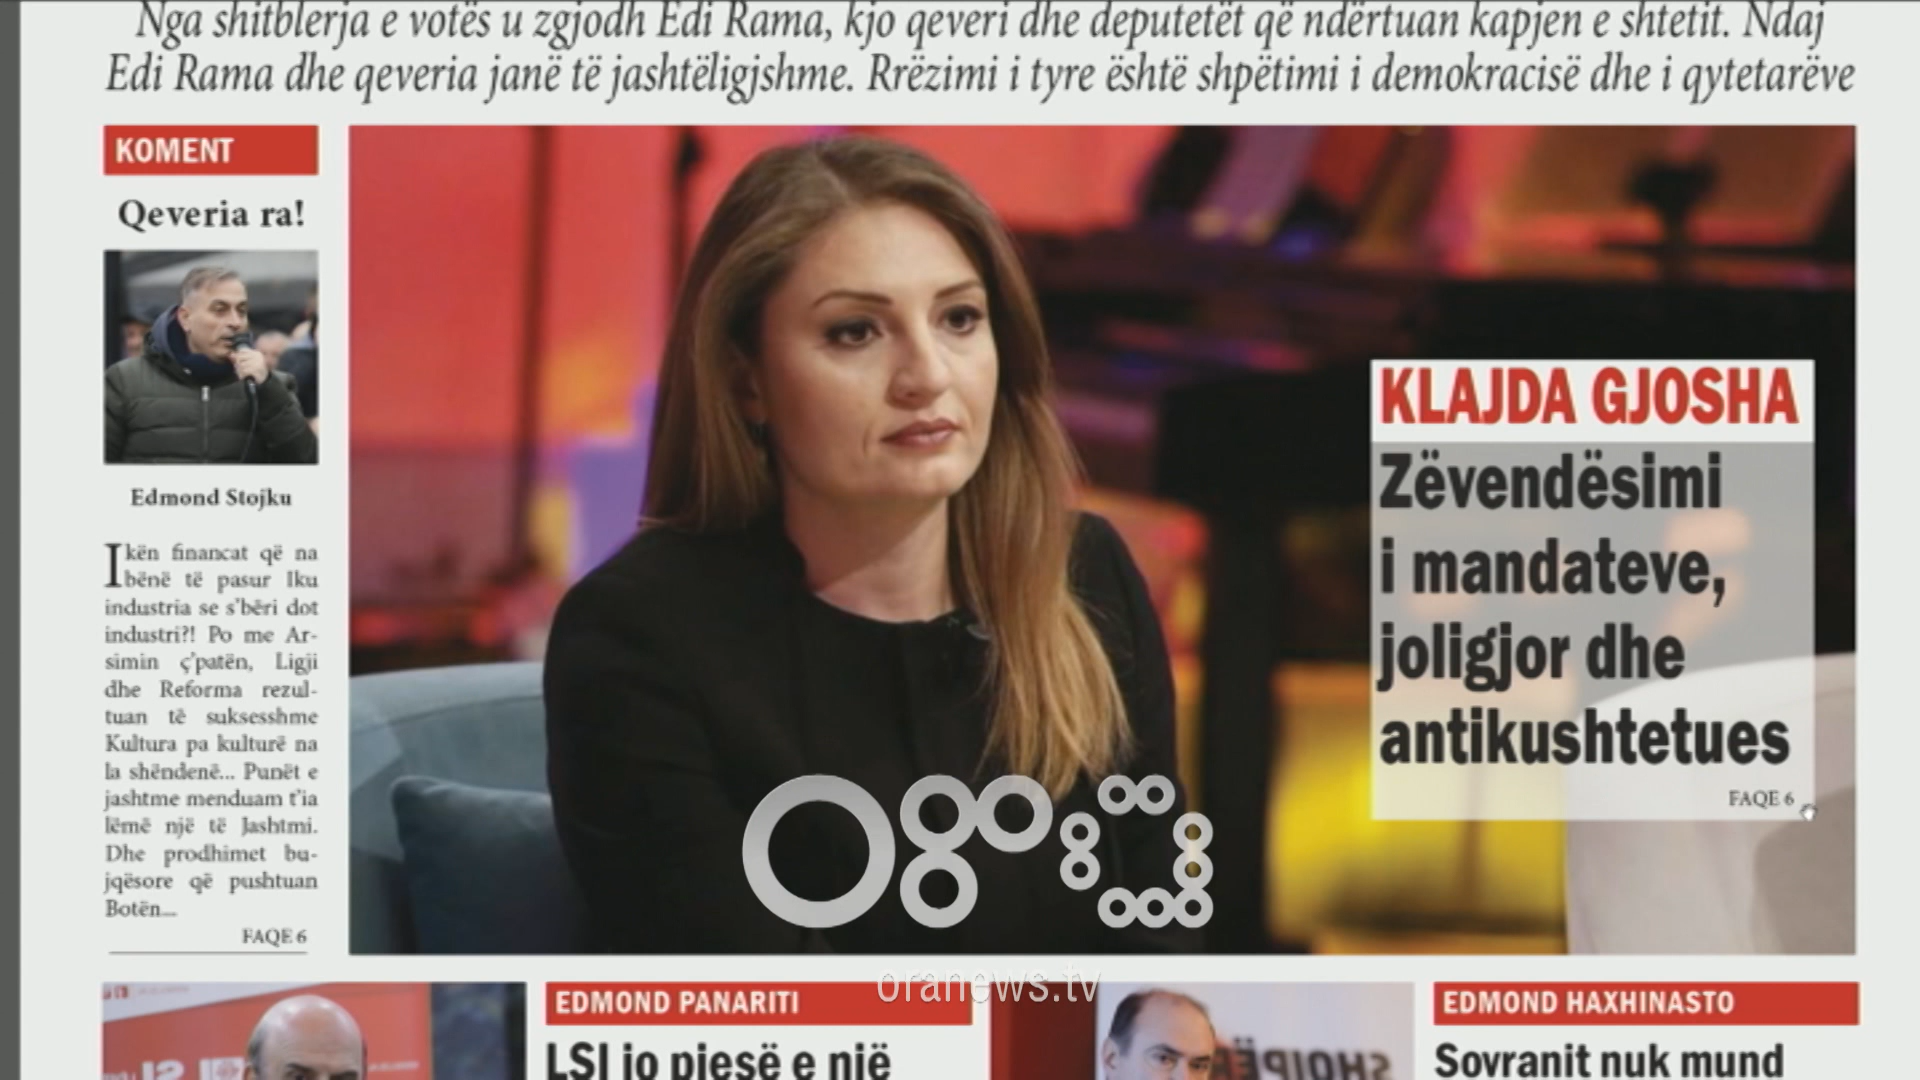 Nga shitblerja e votës u zgjodh Edi Rama, kjo qeveri dhe deputetët që ndërtuan kapjen e shtetit. Ndaj
Edi Rama dhe qeveria janë të jashtëligjshme. Rrëzimi i tyre është shpëtimi i demokracisë dhe i qytetarëve
KOMENT
Qeveria ra!
Edmond Stojku
Ikën financat që na
bënë të pasur Iku
industria se s'bëri dot
industri?! Po me Ar-
simin ç'patën, Ligji
dhe Reforma rezul-
tuan të suksesshme
Kultura pa kulturë na
la shëndenë... Punët e
jashtme menduam t'ia
lëmë një të Jashtmi.
Dhe prodhimet bu-
jqësore që pushtuan
Botën...
FAQE 6
KLAJDA GJOSHA
Zëvendësimi
i mandateve,
joligjor dhe
antikushtetues
FAQE 6
ora
oranews.tv
EDMOND PANARITI
LSI jo pjesë e një
EDMOND HAXHINASTO
Sovranit nuk mund